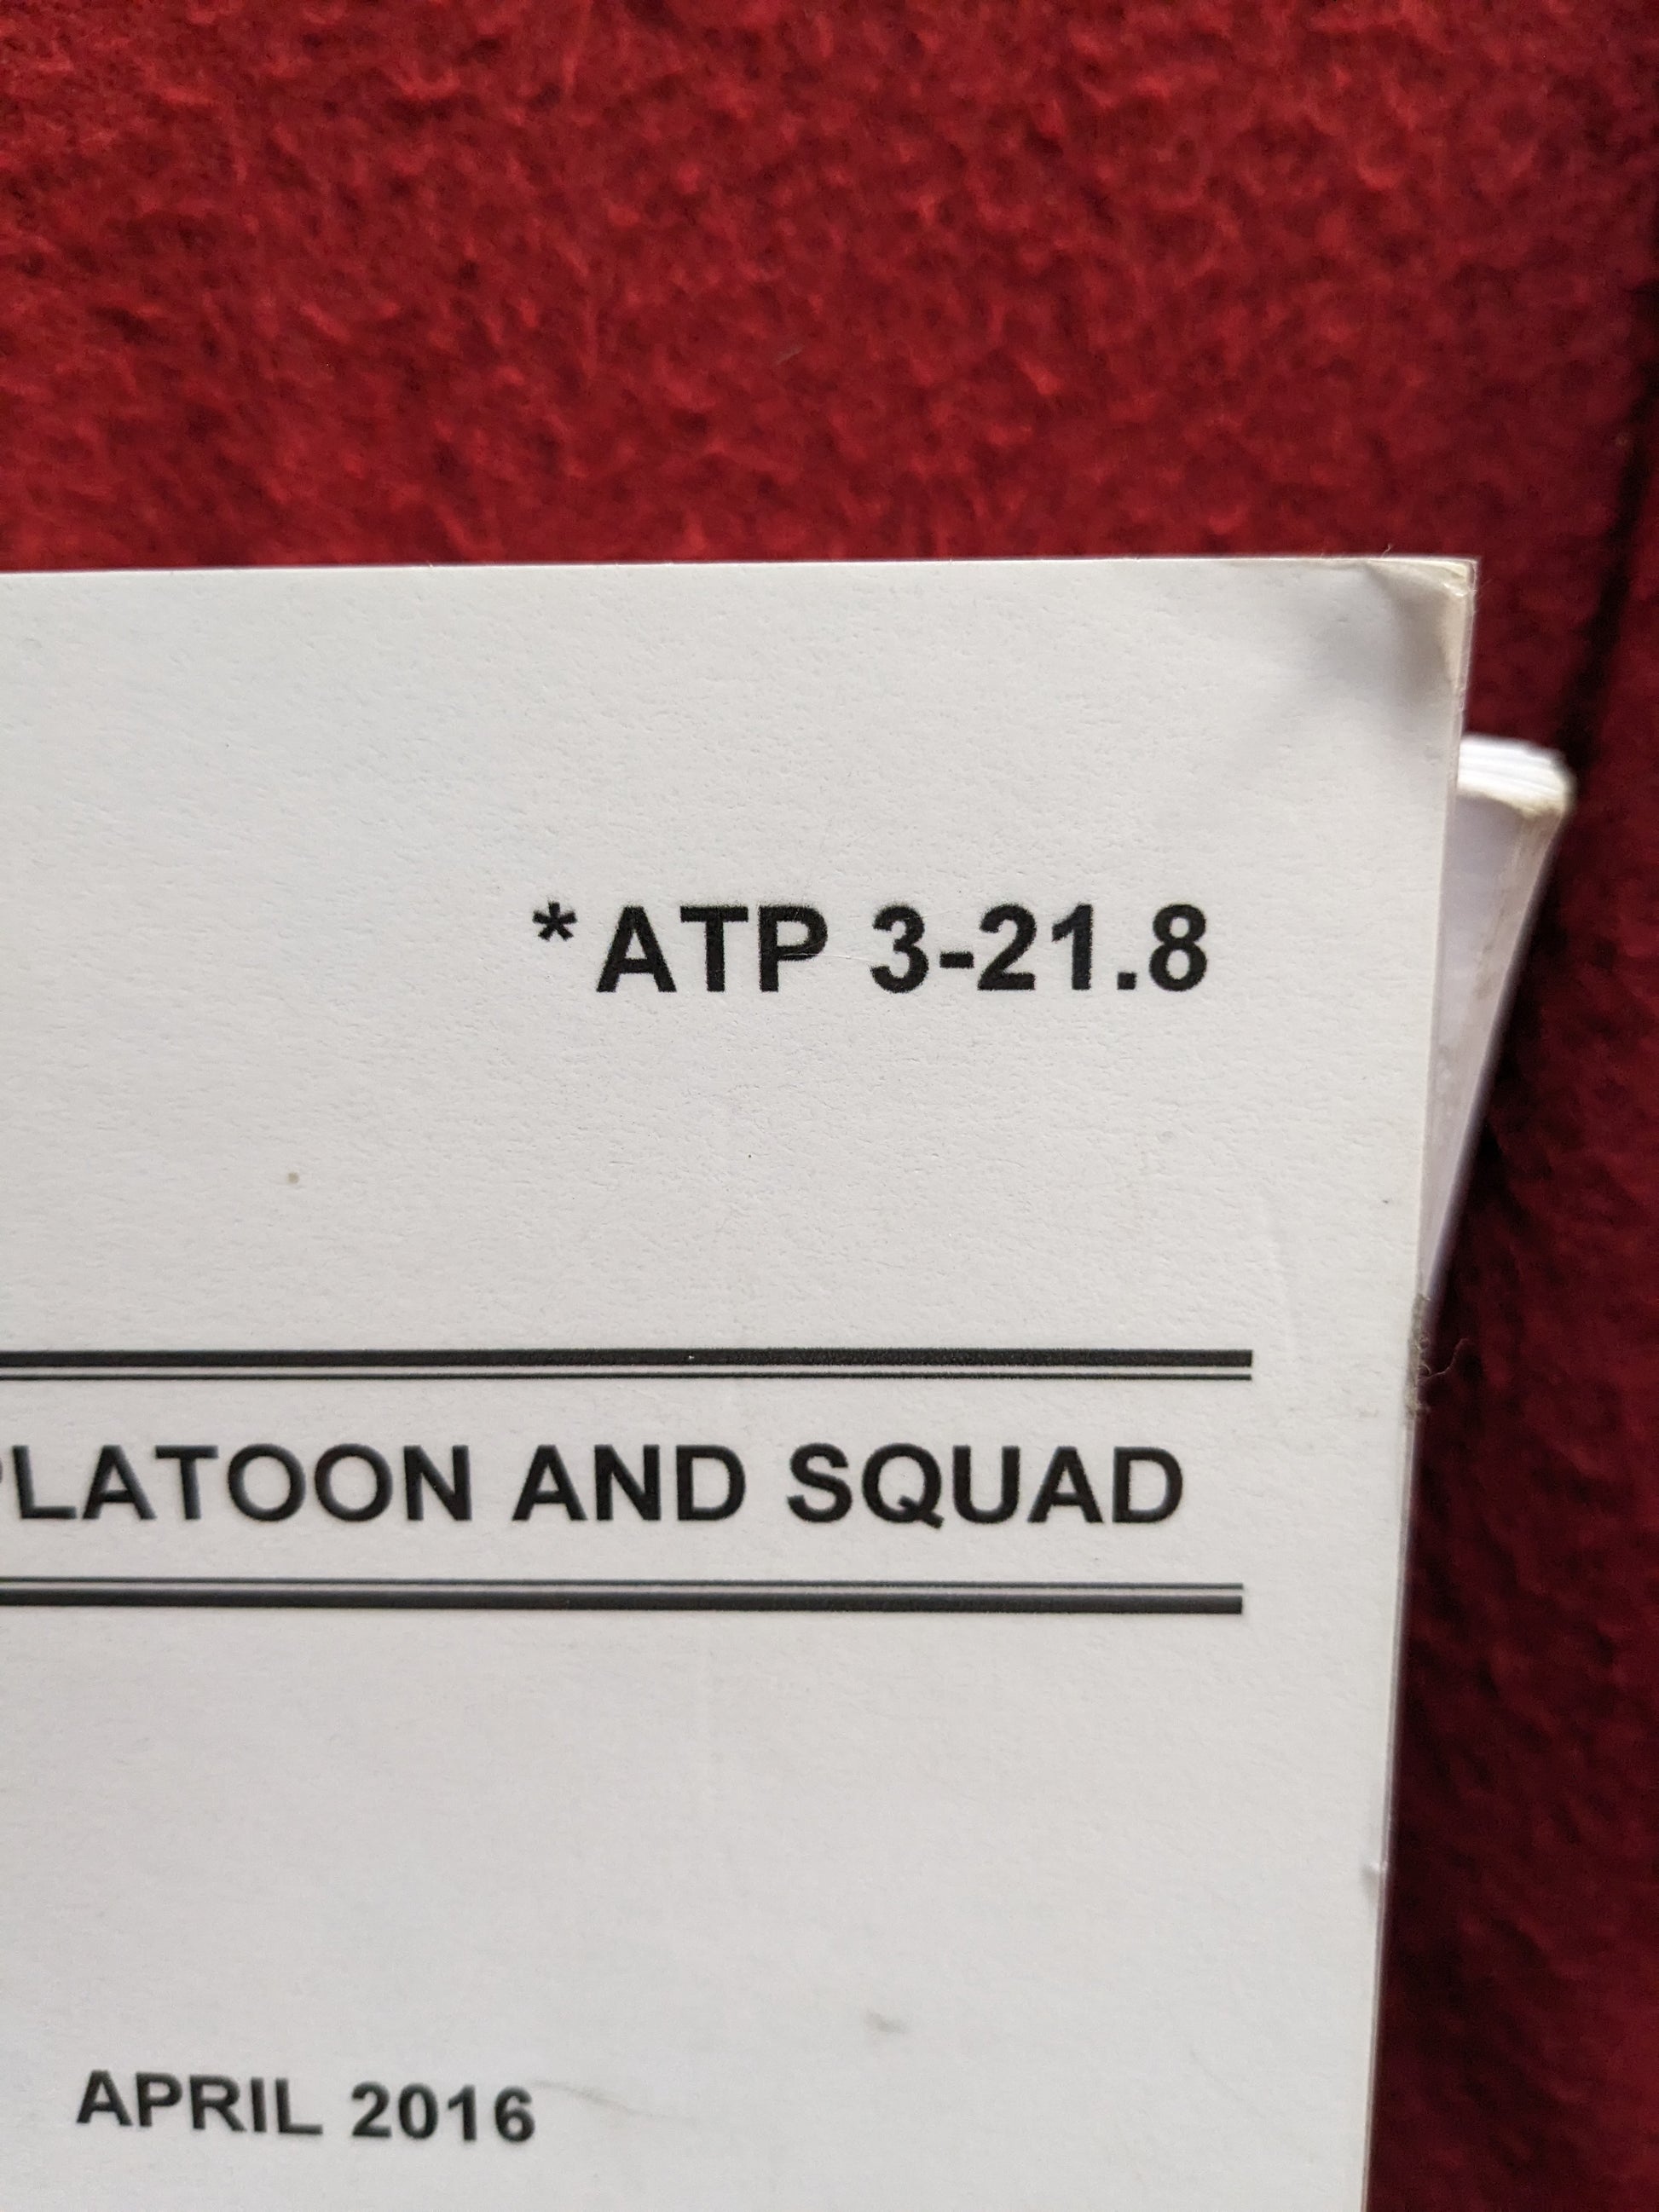 *ATP 3-21.8
PLATOON AND SQUAD
APRIL 2016